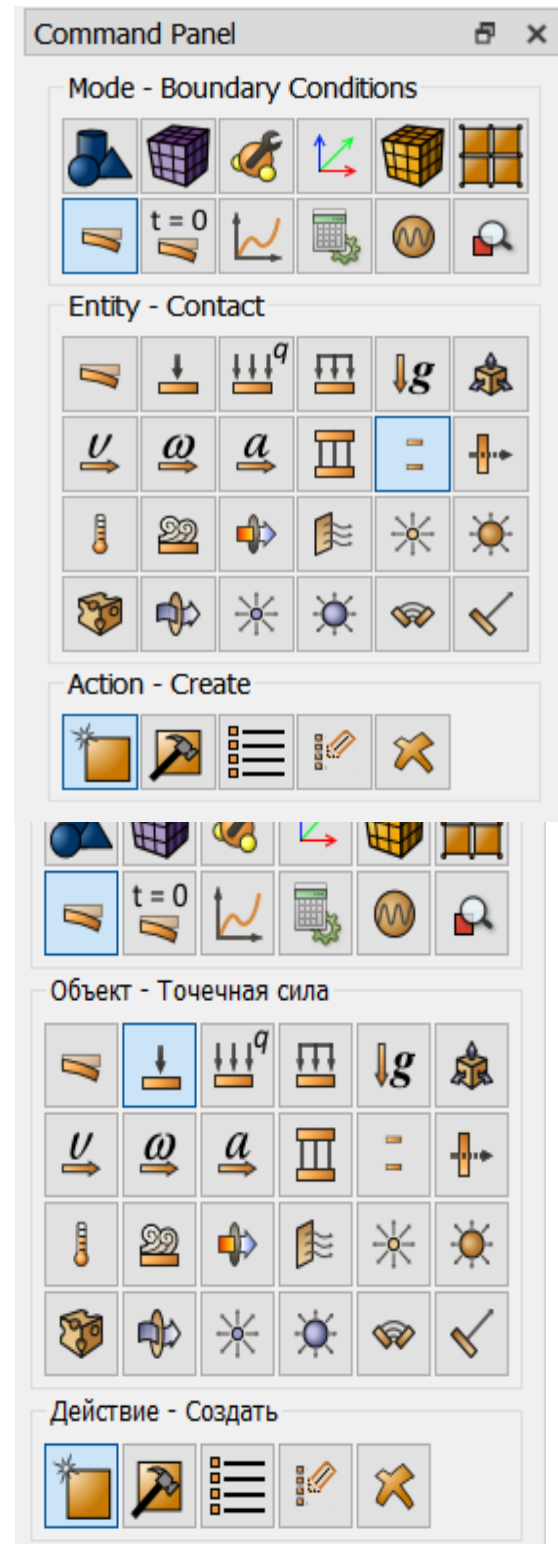 Command Panel
Mode - Boundary Conditions
t = 0
Entity - Contact
q
g
υ ω a
Action - Create
t = 0
Объект - Точечная сила
q
g
υ ω a
Действие - Создать